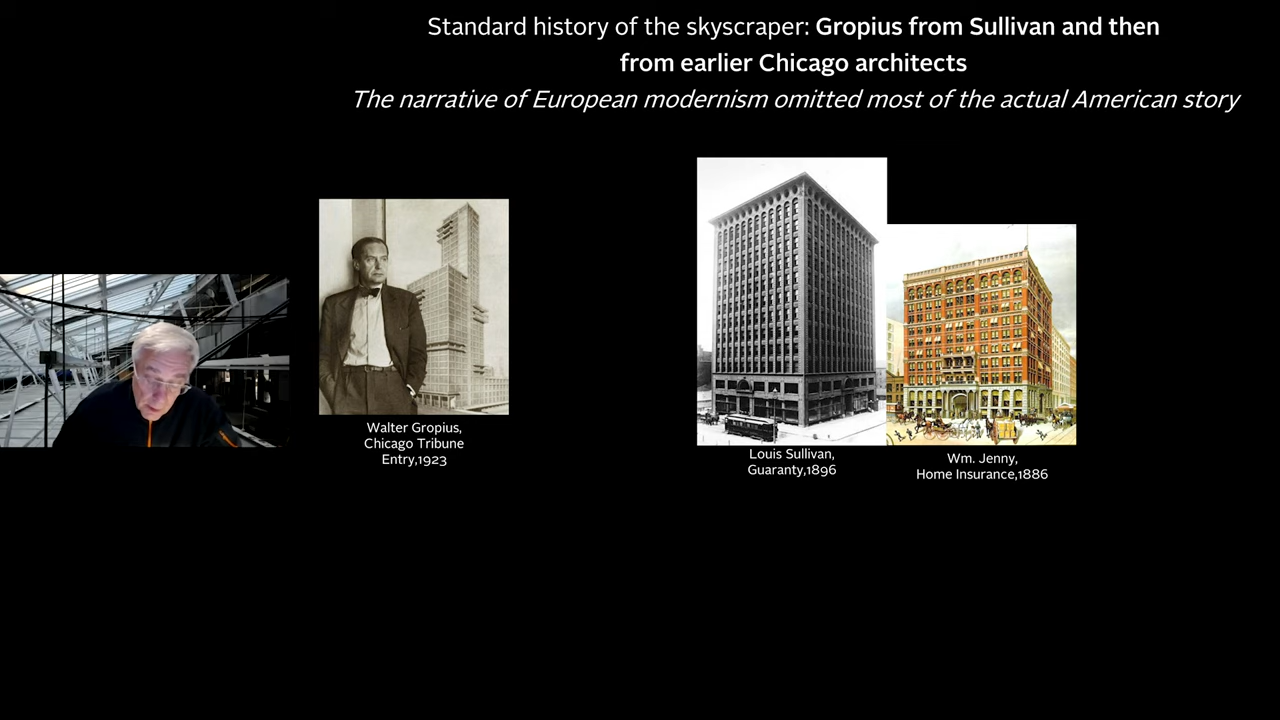 Standard history of the skyscraper: Gropius from Sullivan and then
from earlier Chicago architects
The narrative of European modernism omitted most of the actual American story
Walter Gropius,
Chicago Tribune
Entry,1923
Louis Sullivan,
Guaranty,1896
Wm. Jenny,
Home Insurance,1886